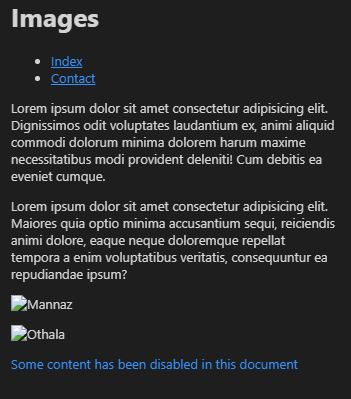 Images
Index
Contact
Lorem ipsum dolor sit amet consectetur adipisicing elit.
Dignissimos odit voluptates laudantium ex, animi aliquid
commodi dolorum minima dolorem harum maxime
necessitatibus modi provident deleniti! Cum debitis ea
eveniet cumque.
Lorem ipsum dolor sit amet consectetur adipisicing elit.
Maiores quia optio minima accusantium sequi, reiciendis
animi dolore, eaque neque doloremque repellat
tempora a enim voluptatibus veritatis, consequuntur ea
repudiandae ipsum?
Mannaz
Othala
Some content has been disabled in this document